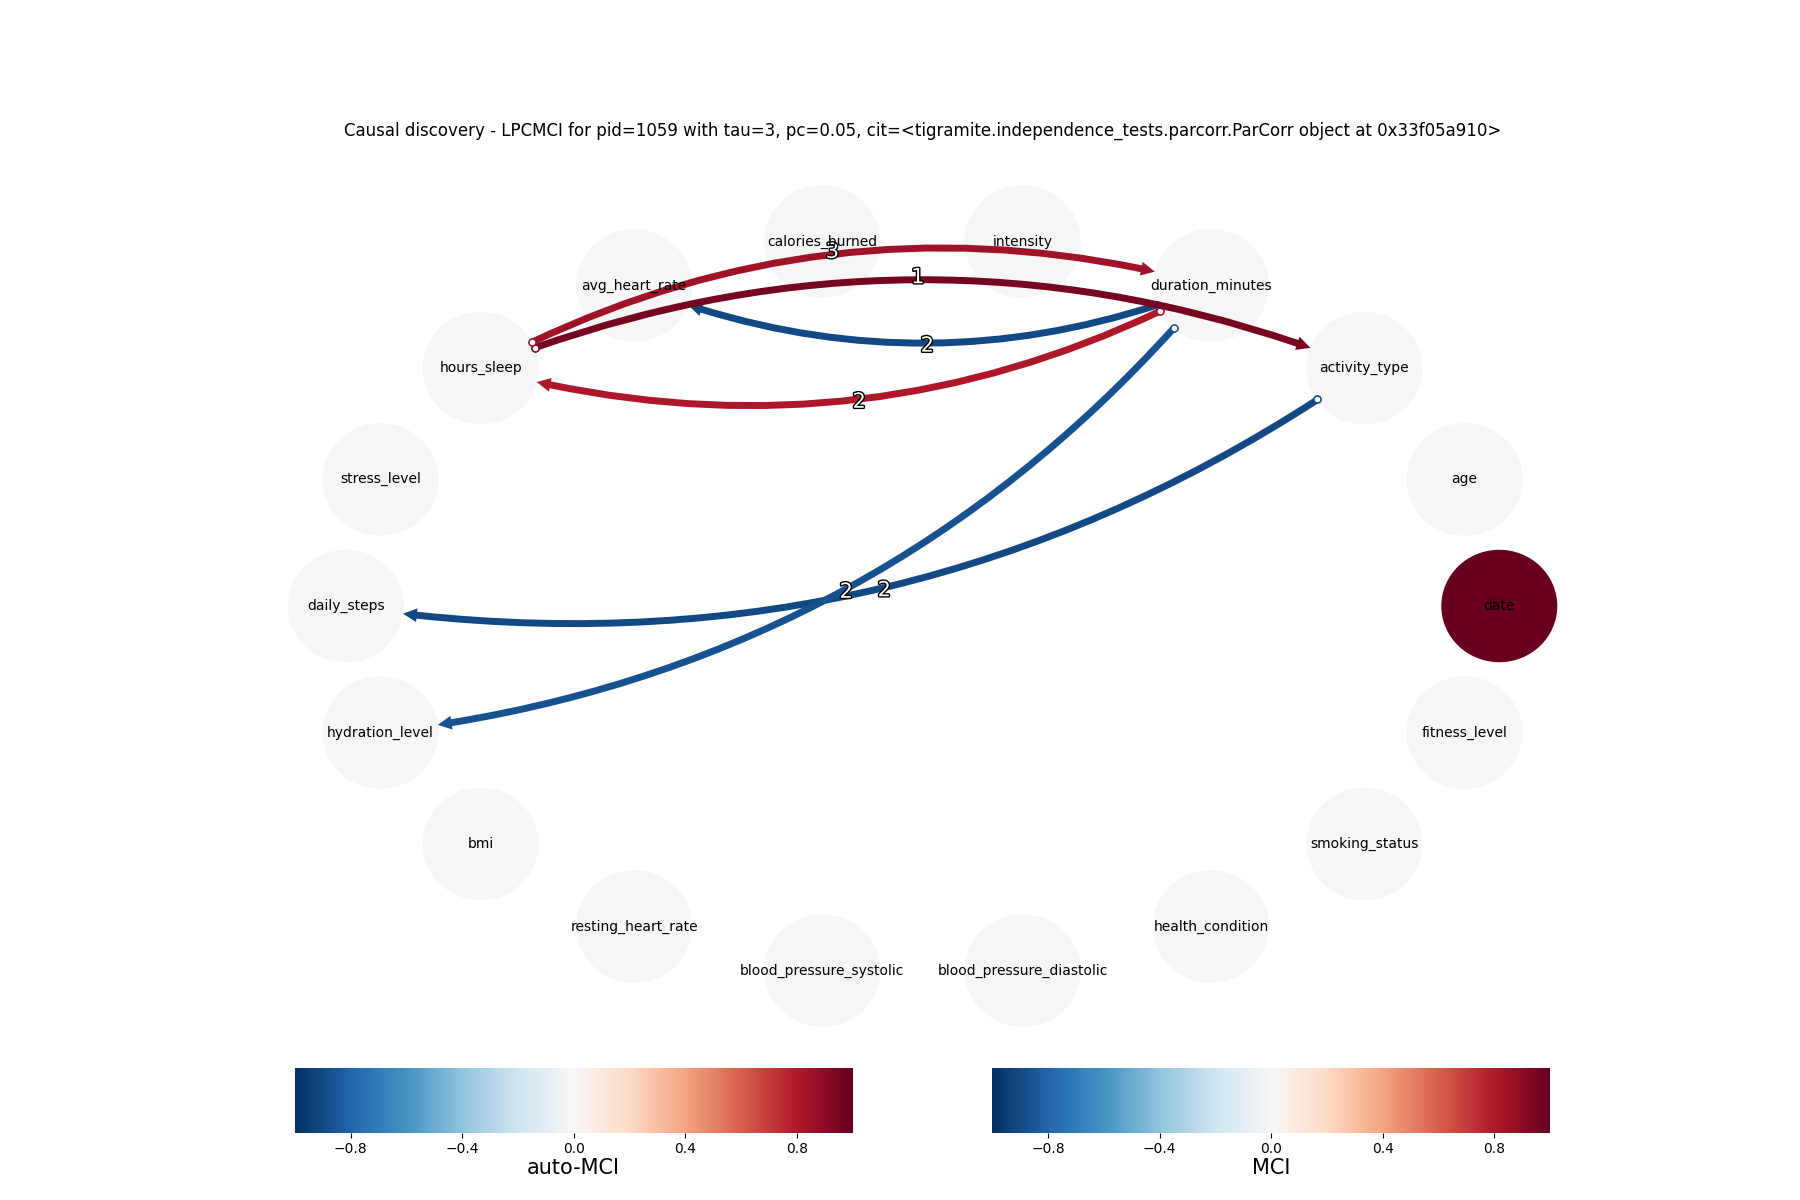 Causal discovery - LPCMCI for pid=1059 with tau=3, pc=0.05, cit=<tigramite.independence_tests.parcorr.ParCorr object at 0x33f05a910>
calories_burned
intensity
3
avg_heart_rate
1
duration_minutes
2
hours_sleep
activity_type
2
stress_level
age
daily_steps
2
2
date
hydration_level
fitness_level
bmi
smoking_status
resting_heart_rate
health_condition
blood_pressure_systolic
blood_pressure_diastolic
−0.8
−0.4
0.0
0.4
0.8
auto-MCI
−0.8
−0.4
0.0
0.4
0.8
MCI